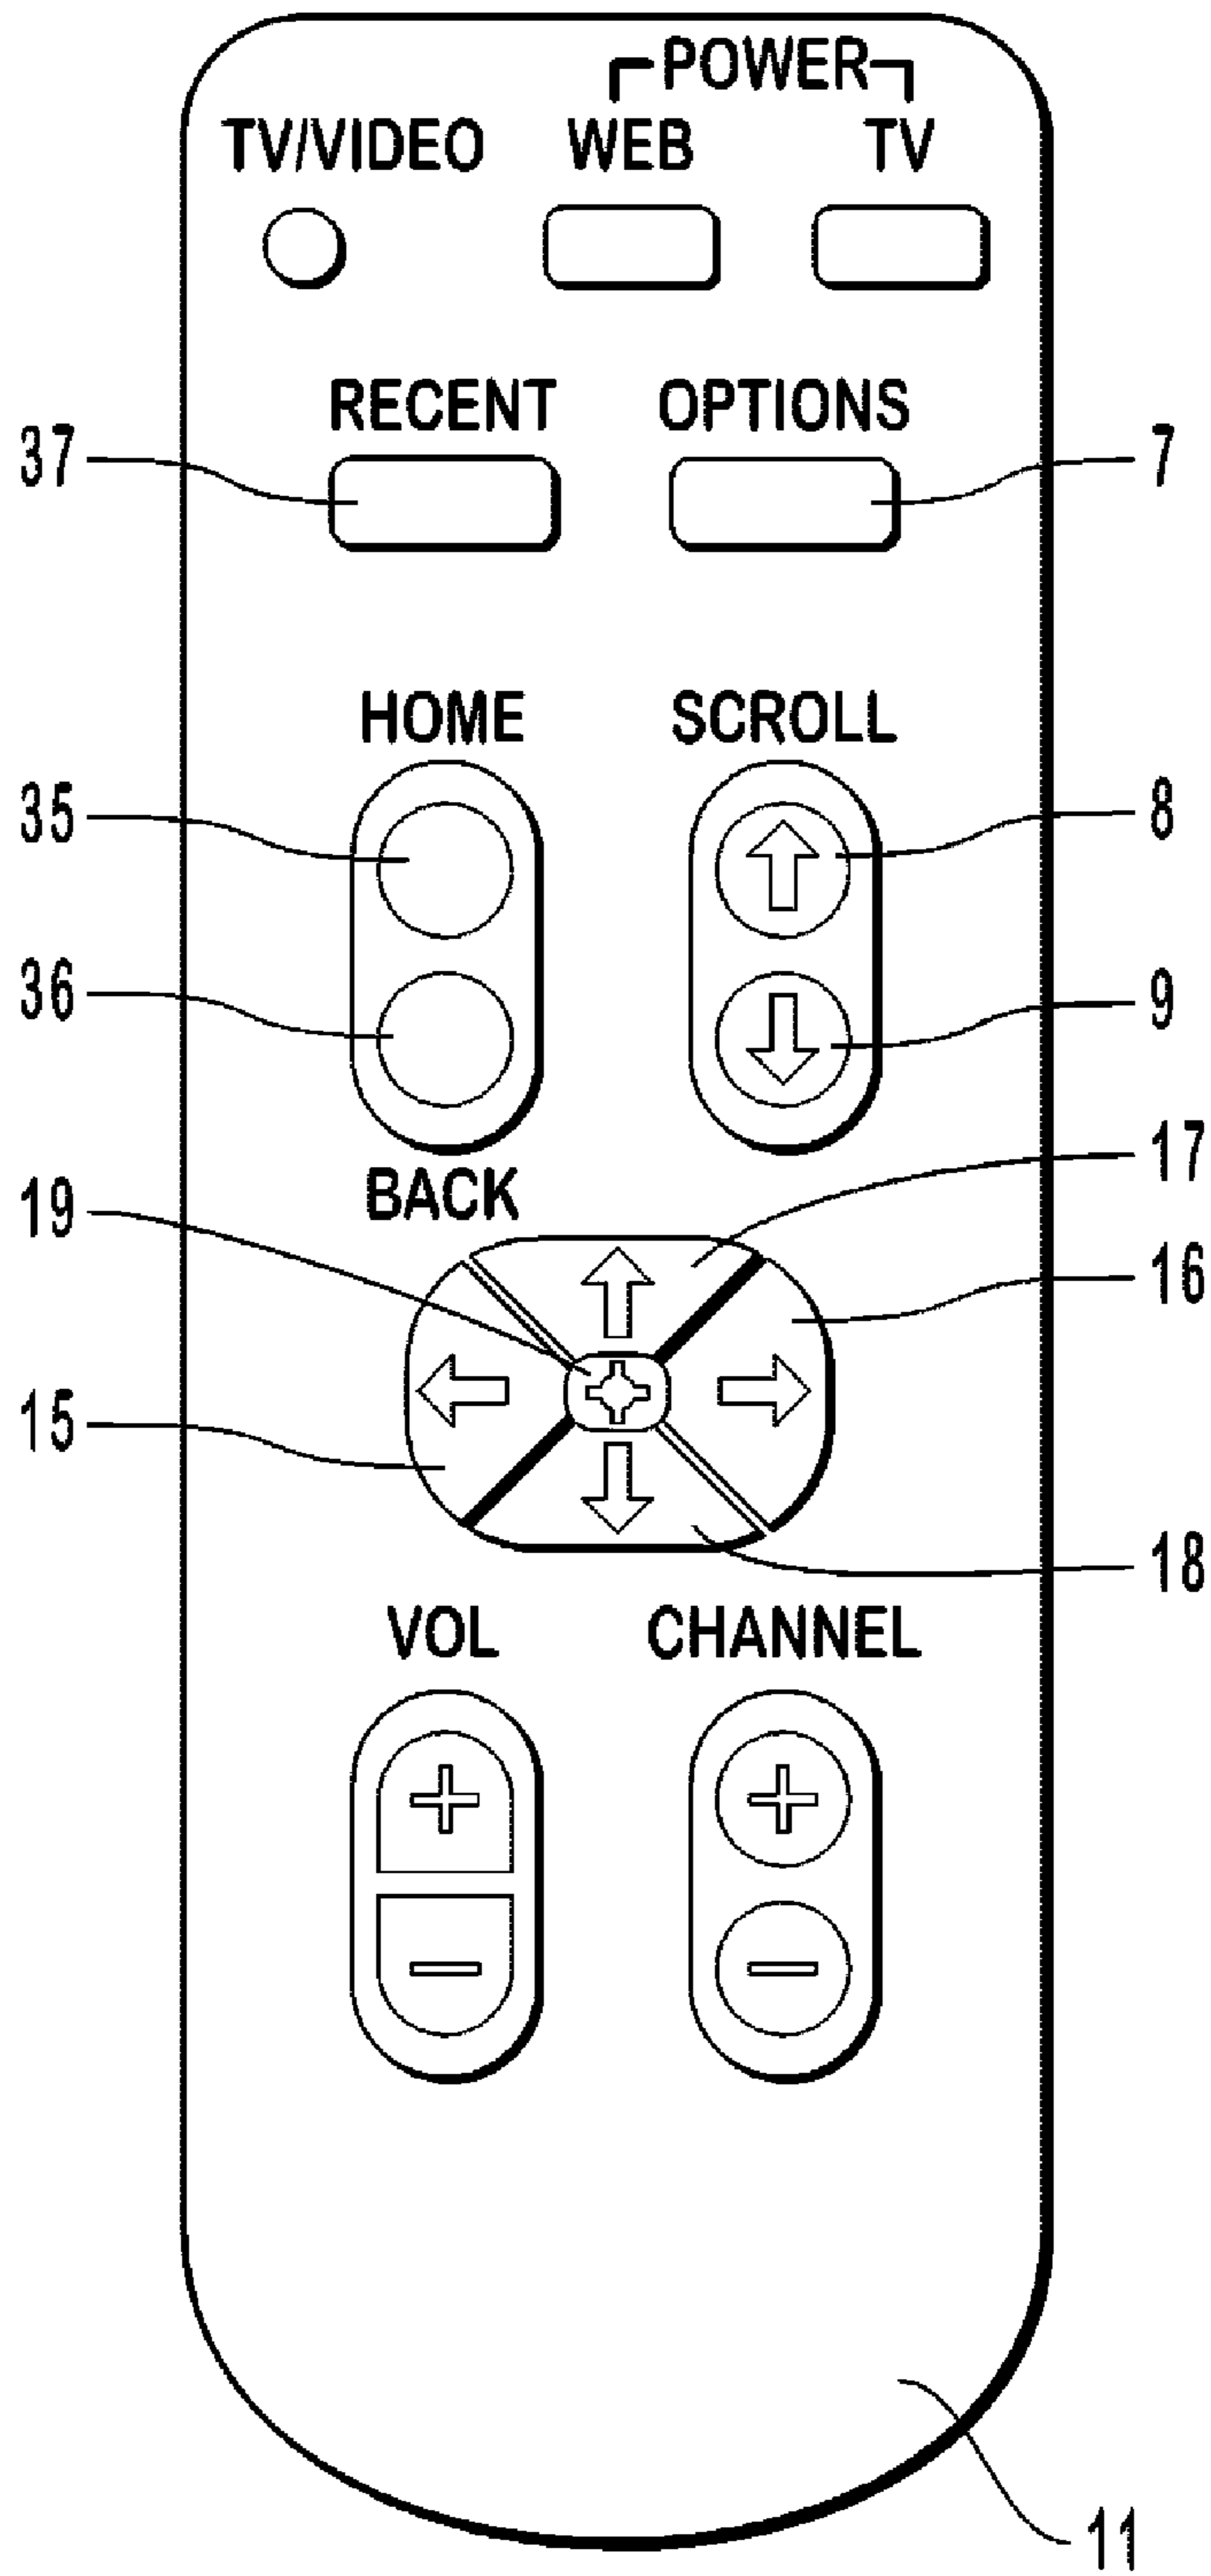 POWER
TV/VIDEO WEB TV
RECENT OPTIONS
37 7
HOME SCROLL
35 8
36 9
17
BACK
19
16
15
18
VOL CHANNEL
+ +
- -
11